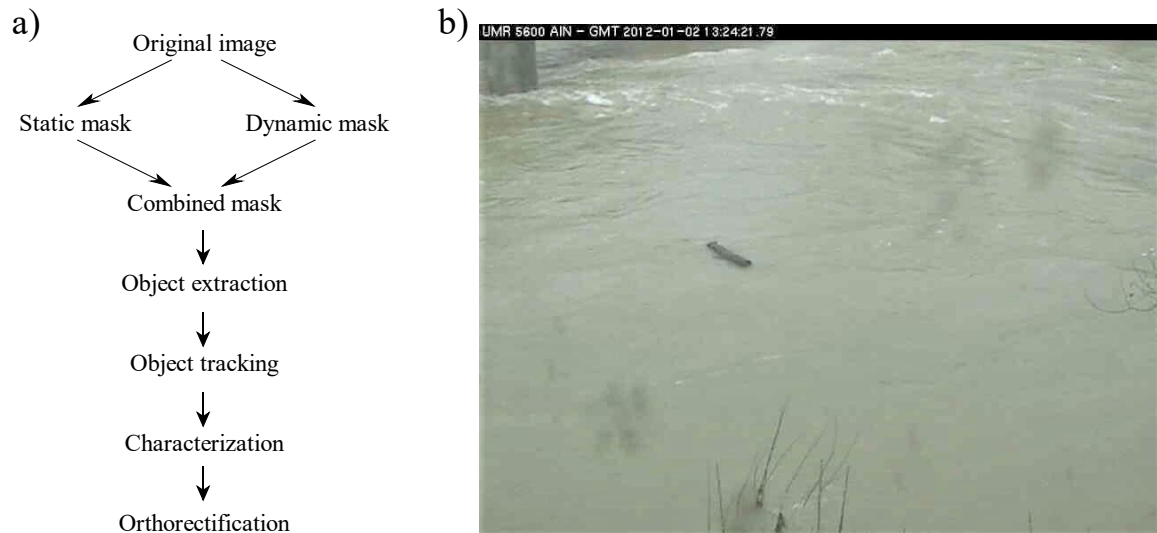 a)
Original image
Static mask
Dynamic mask
Combined mask
Object extraction
Object tracking
Characterization
Orthorectification
b)
UMR 5600 AIN - GMT 2012-01-02 13:24:21.79